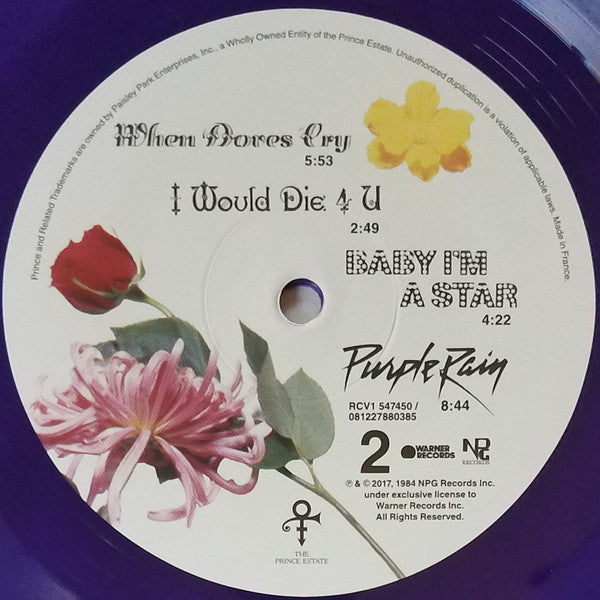 Prince and Related Trademarks are owned by Paisley Park Enterprises, Inc., a Wholly Owned Entity of the Prince Estate. Unauthorized duplication is a violation of applicable laws. Made in France.
When Doves Cry
5:53
I Would Die 4 U
2:49
BABY I'M
A STAR
4:22
Purple Rain
8:44
RCV1 547450 /
081227880385
2
WARNER
RECORDS
NPG
RECORDS
℗ & © 2017, 1984 NPG Records Inc.
under exclusive license to
Warner Records Inc.
All Rights Reserved.
THE
PRINCE ESTATE